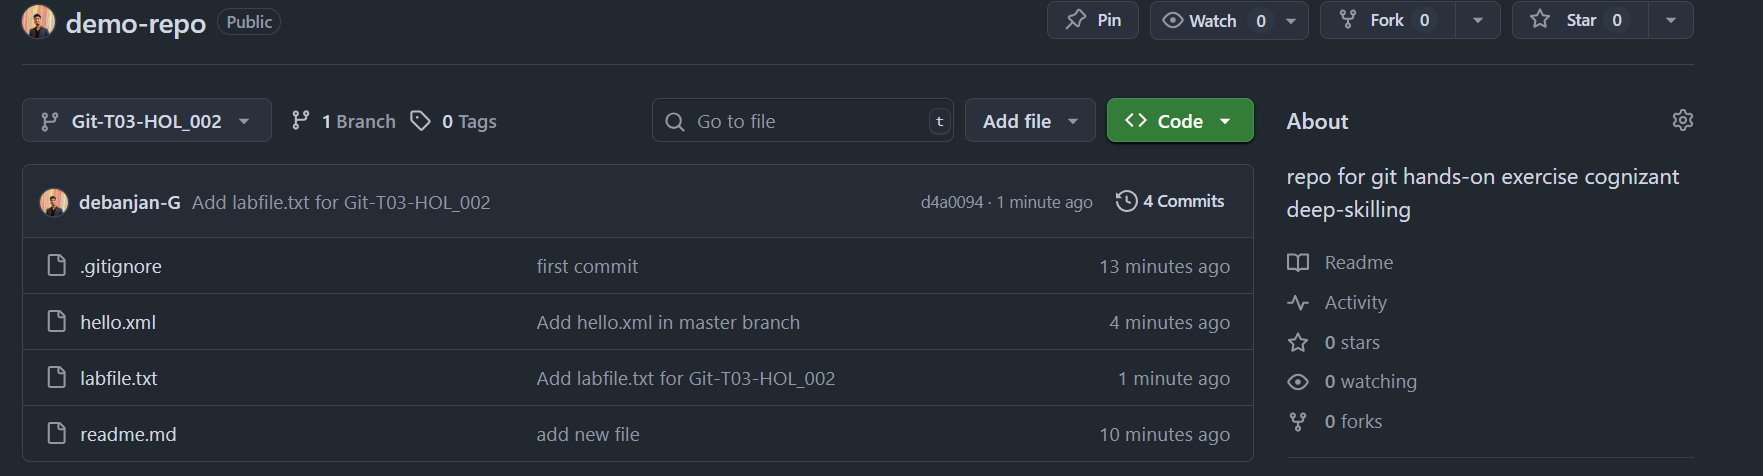 demo-repo Public Pin Watch 0 Fork 0 Star 0
Git-T03-HOL_002 1 Branch 0 Tags Go to file t Add file Code
debanjan-G Add labfile.txt for Git-T03-HOL_002 d4a0094 · 1 minute ago 4 Commits
.gitignore first commit 13 minutes ago
hello.xml Add hello.xml in master branch 4 minutes ago
labfile.txt Add labfile.txt for Git-T03-HOL_002 1 minute ago
readme.md add new file 10 minutes ago
About
repo for git hands-on exercise cognizant
deep-skilling
Readme
Activity
0 stars
0 watching
0 forks